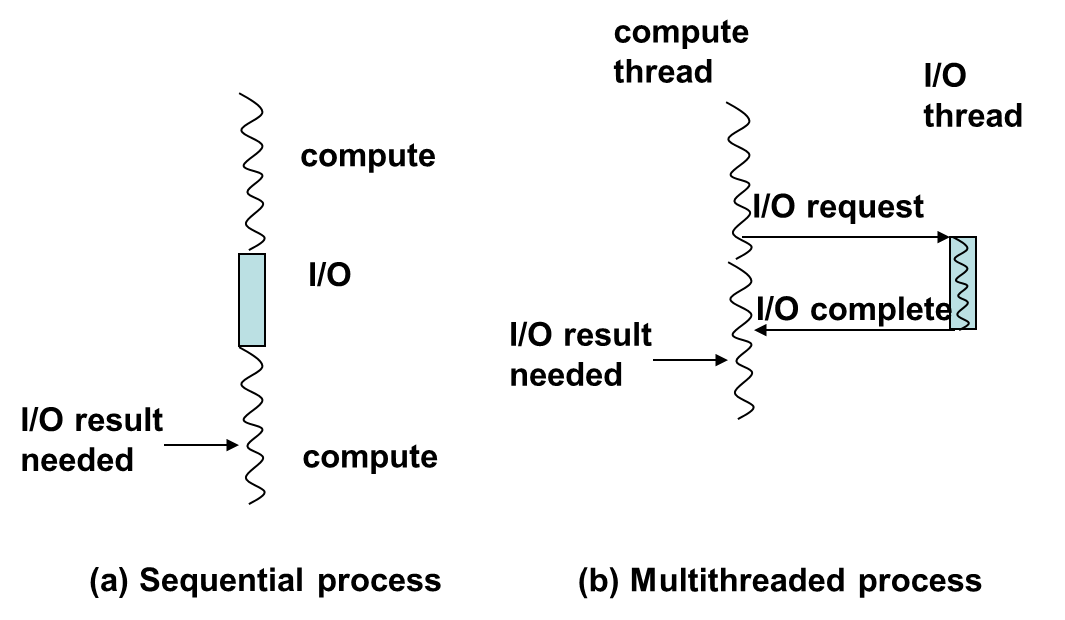 compute
I/O
I/O result
needed
compute
(a) Sequential process
compute
thread
I/O
thread
I/O request
I/O complete
I/O result
needed
(b) Multithreaded process